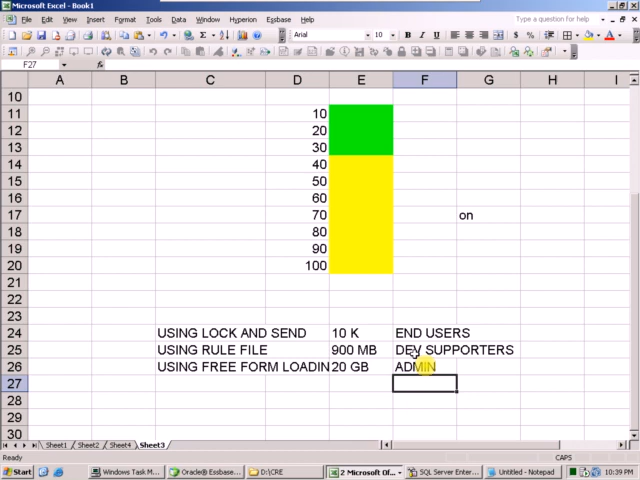 Microsoft Excel - Book1
File Edit View Insert Format Tools Data Window Hyperion Essbase Help
Type a question for help
Arial 10 B I U
F27 fx
A B C D E F G H I
10
11 10
12 20
13 30
14 40
15 50
16 60
17 70 on
18 80
19 90
20 100
21
22
23
24 USING LOCK AND SEND 10 K END USERS
25 USING RULE FILE 900 MB DEV SUPPORTERS
26 USING FREE FORM LOADIN 20 GB ADMIN
27
28
29
30
Sheet1 Sheet2 Sheet4 Sheet3
Ready CAPS
Start Windows Task M... Oracle® Essbase... D:\CRE 2 Microsoft Of... SQL Server Enter... Untitled - Notepad 10:39 PM